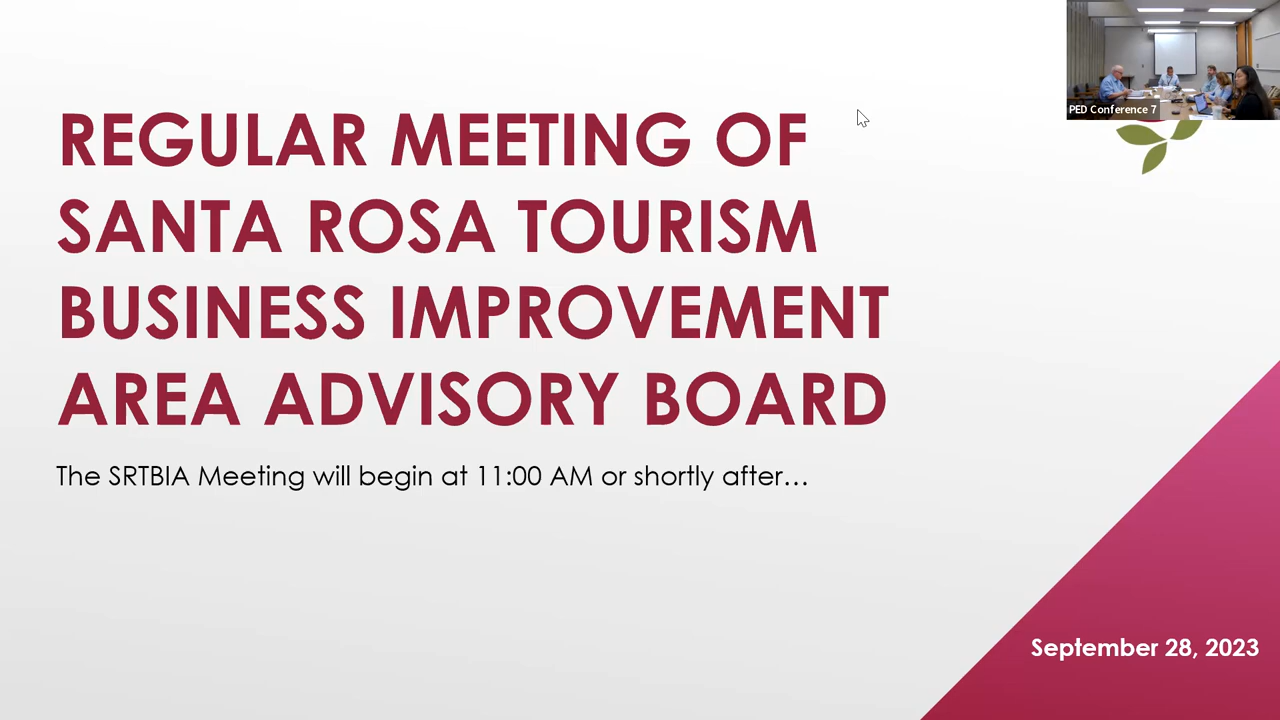 PED Conference 7
REGULAR MEETING OF
SANTA ROSA TOURISM
BUSINESS IMPROVEMENT
AREA ADVISORY BOARD
The SRTBIA Meeting will begin at 11:00 AM or shortly after…
September 28, 2023